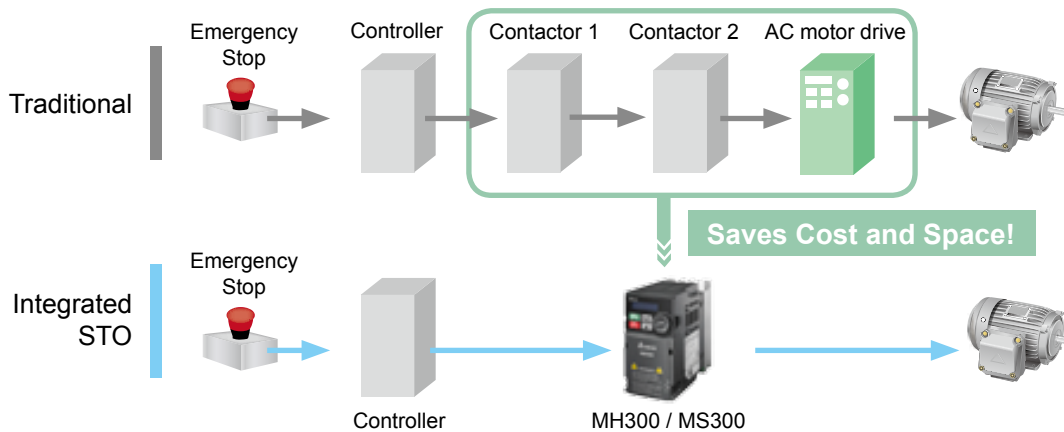 Emergency
Stop
Controller
Contactor 1
Contactor 2
AC motor drive
Traditional
Saves Cost and Space!
Emergency
Stop
Integrated
STO
Controller
MH300 / MS300